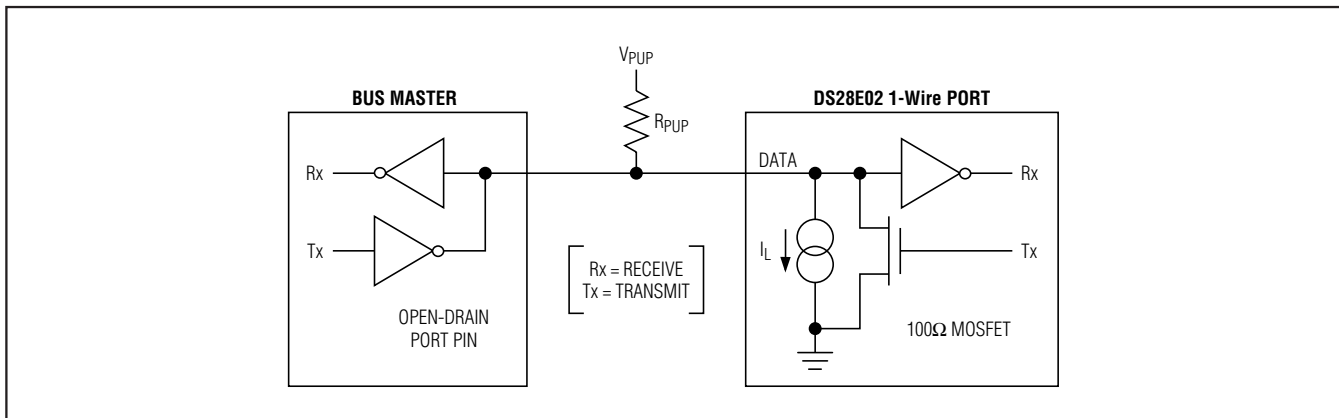 VPUP
BUS MASTER
DS28E02 1-Wire PORT
RPUP
DATA
Rx
Rx
Tx
Tx
IL
Rx = RECEIVE
Tx = TRANSMIT
OPEN-DRAIN
PORT PIN
100Ω MOSFET